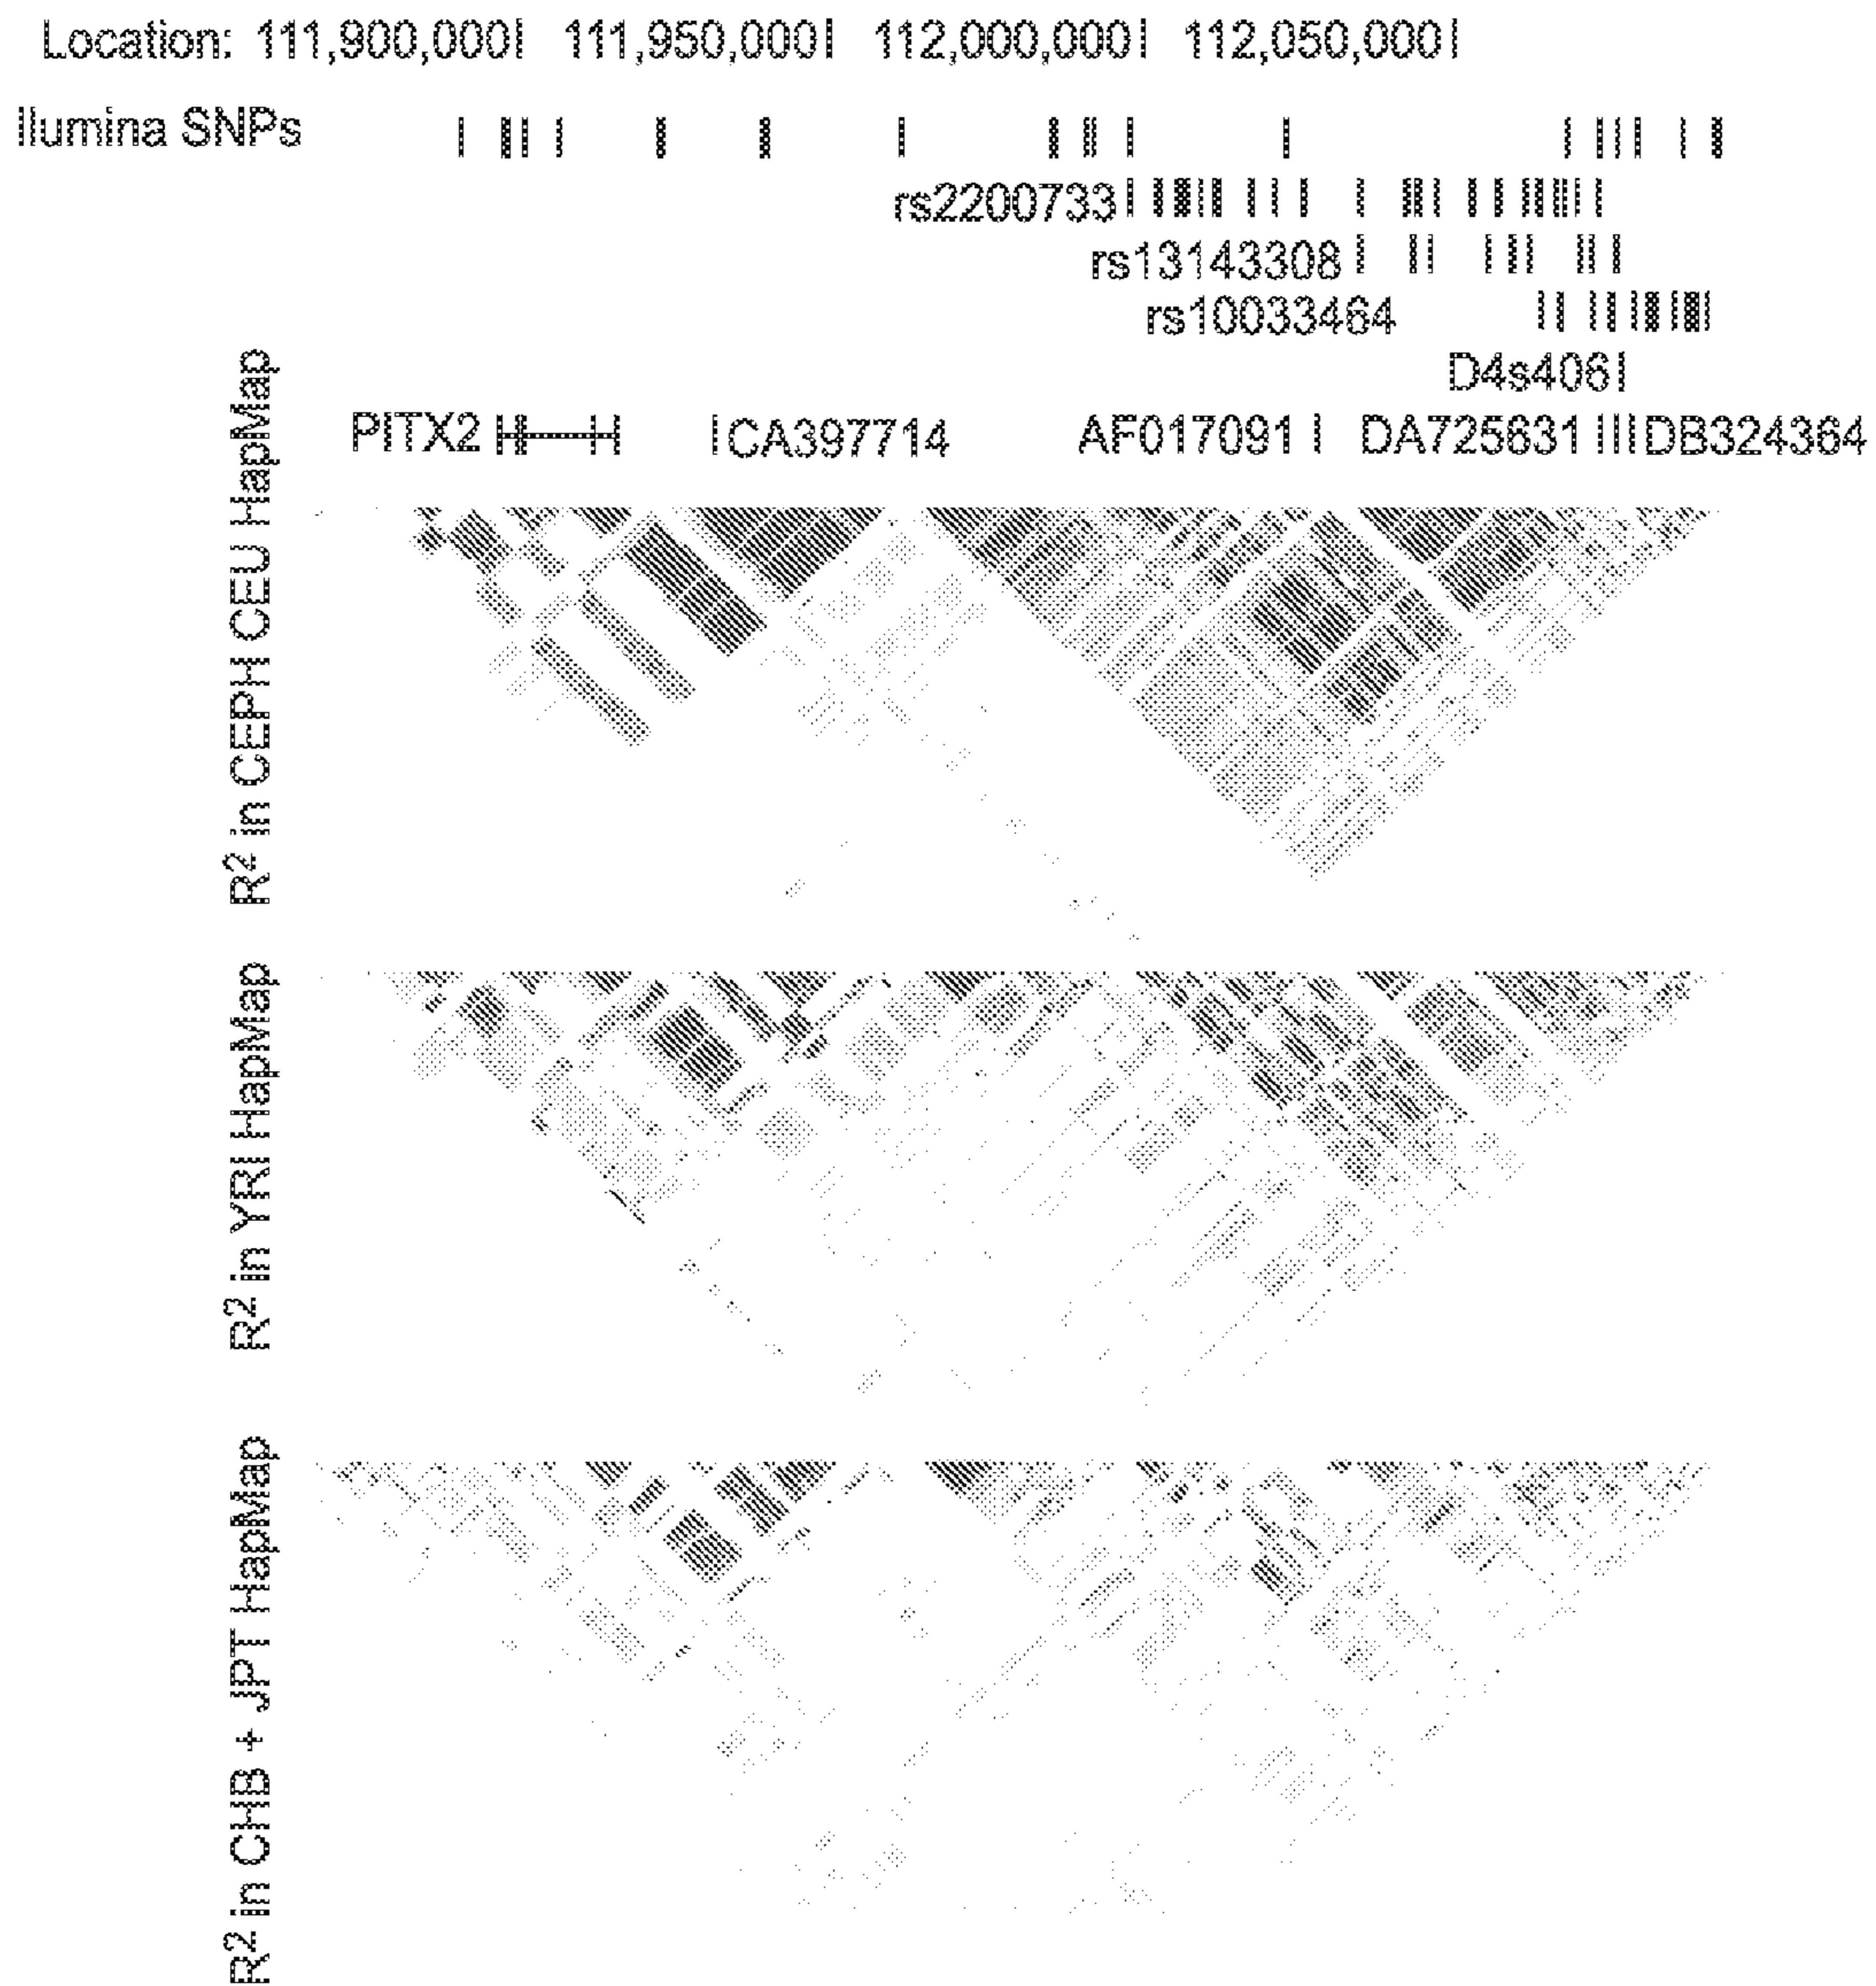 Location: 111,900,000| 111,950,000| 112,000,000| 112,050,000|
Ilumina SNPs
rs2200733
rs13143308
rs10033464
D4s406
PITX2 CA397714 AF017091 DA725631 DB324364
R² in CEPH CEU HapMap
R² in YRI HapMap
R² in CHB + JPT HapMap